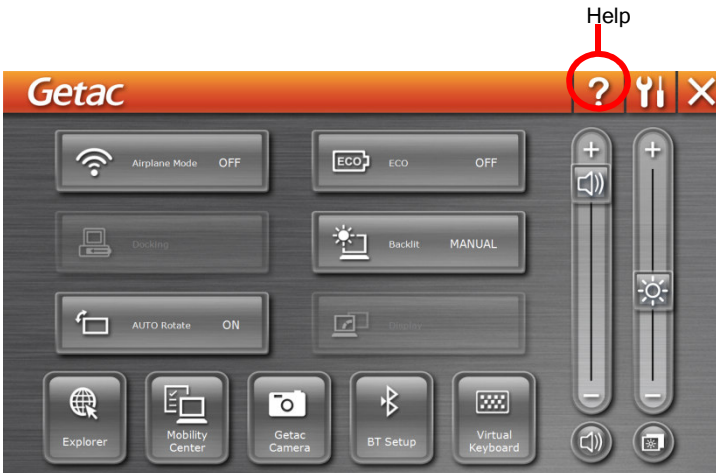 Help
Getac
?
Airplane Mode OFF
ECO ECO OFF
Docking
Backlit MANUAL
AUTO Rotate ON
Display
Explorer
Mobility
Center
Getac
Camera
BT Setup
Virtual
Keyboard